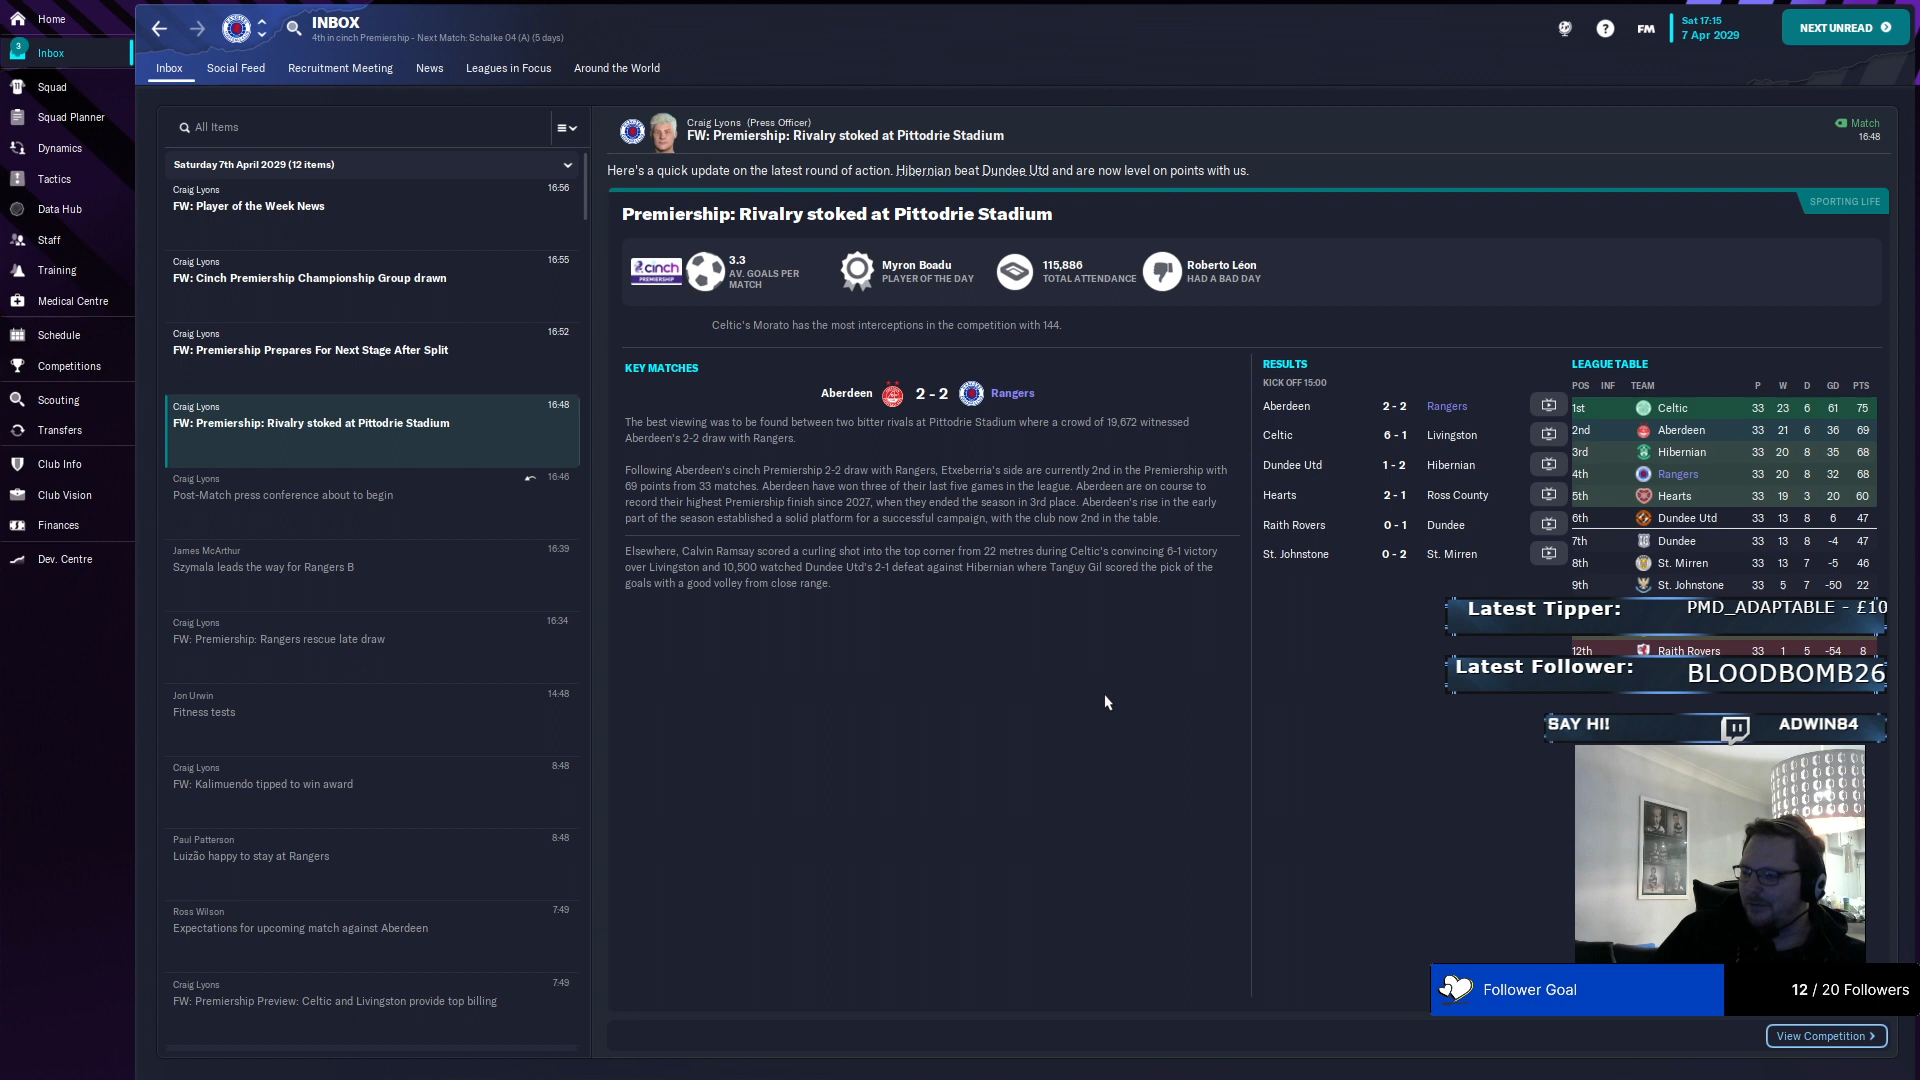 Home
3
Inbox
Squad
Squad Planner
Dynamics
Tactics
Data Hub
Staff
Training
Medical Centre
Schedule
Competitions
Scouting
Transfers
Club Info
Club Vision
Finances
Dev. Centre
INBOX
4th in cinch Premiership - Next Match: Schalke 04 (A) (5 days)
FM
Sat 17:15
7 Apr 2029
NEXT UNREAD
Inbox Social Feed Recruitment Meeting News Leagues in Focus Around the World
All Items
Saturday 7th April 2029 (12 items)
Craig Lyons 16:56
FW: Player of the Week News
Craig Lyons 16:55
FW: Cinch Premiership Championship Group drawn
Craig Lyons 16:52
FW: Premiership Prepares For Next Stage After Split
Craig Lyons 16:48
FW: Premiership: Rivalry stoked at Pittodrie Stadium
Craig Lyons 16:46
Post-Match press conference about to begin
James McArthur 16:39
Szymala leads the way for Rangers B
Craig Lyons 16:34
FW: Premiership: Rangers rescue late draw
Jon Urwin 14:48
Fitness tests
Craig Lyons 8:48
FW: Kalimuendo tipped to win award
Paul Patterson 8:48
Luizão happy to stay at Rangers
Ross Wilson 7:49
Expectations for upcoming match against Aberdeen
Craig Lyons 7:49
FW: Premiership Preview: Celtic and Livingston provide top billing
Craig Lyons (Press Officer)
FW: Premiership: Rivalry stoked at Pittodrie Stadium
Match
16:48
Here's a quick update on the latest round of action. Hibernian beat Dundee Utd and are now level on points with us.
SPORTING LIFE
Premiership: Rivalry stoked at Pittodrie Stadium
cinch
PREMIERSHIP
3.3
AV. GOALS PER
MATCH
Myron Boadu
PLAYER OF THE DAY
115,886
TOTAL ATTENDANCE
Roberto Léon
HAD A BAD DAY
Celtic's Morato has the most interceptions in the competition with 144.
KEY MATCHES
Aberdeen 2 - 2 Rangers
The best viewing was to be found between two bitter rivals at Pittodrie Stadium where a crowd of 19,672 witnessed
Aberdeen's 2-2 draw with Rangers.
Following Aberdeen's cinch Premiership 2-2 draw with Rangers, Etxeberria's side are currently 2nd in the Premiership with
69 points from 33 matches. Aberdeen have won three of their last five games in the league. Aberdeen are on course to
record their highest Premiership finish since 2027, when they ended the season in 3rd place. Aberdeen's rise in the early
part of the season established a solid platform for a successful campaign, with the club now 2nd in the table.
Elsewhere, Calvin Ramsay scored a curling shot into the top corner from 22 metres during Celtic's convincing 6-1 victory
over Livingston and 10,500 watched Dundee Utd's 2-1 defeat against Hibernian where Tanguy Gil scored the pick of the
goals with a good volley from close range.
RESULTS
KICK OFF 15:00
Aberdeen 2 - 2 Rangers
Celtic 6 - 1 Livingston
Dundee Utd 1 - 2 Hibernian
Hearts 2 - 1 Ross County
Raith Rovers 0 - 1 Dundee
St. Johnstone 0 - 2 St. Mirren
LEAGUE TABLE
POS INF TEAM P W D GD PTS
1st Celtic 33 23 6 61 75
2nd Aberdeen 33 21 6 36 69
3rd Hibernian 33 20 8 35 68
4th Rangers 33 20 8 32 68
5th Hearts 33 19 3 20 60
6th Dundee Utd 33 13 8 6 47
7th Dundee 33 13 8 -4 47
8th St. Mirren 33 13 7 -5 46
9th St. Johnstone 33 5 7 -50 22
Latest Tipper: PMD_ADAPTABLE - £10
12th Raith Rovers 33 1 5 -54 8
Latest Follower: BLOODBOMB26
SAY HI! ADWIN84
Follower Goal 12 / 20 Followers
View Competition >